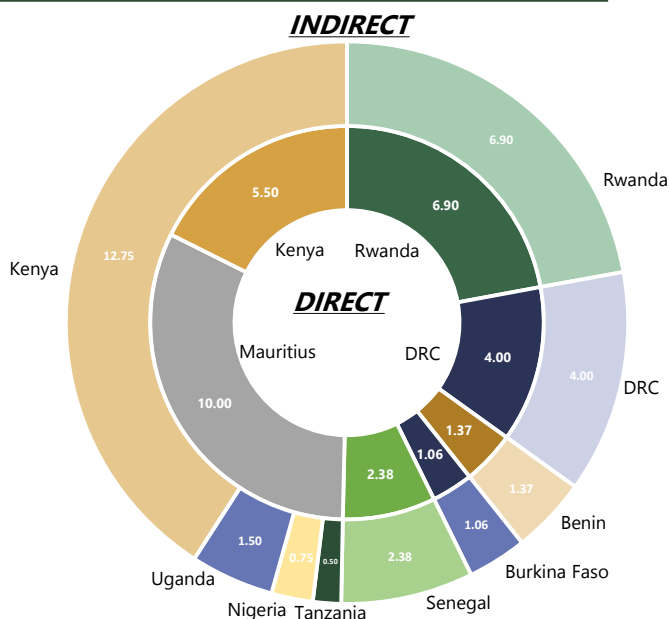 INDIRECT
6.90
Rwanda
5.50
6.90
Kenya
Rwanda
12.75
Kenya
DIRECT
Mauritius
DRC
4.00
4.00
DRC
10.00
1.37
1.06
2.38
1.37
Benin
1.06
Burkina Faso
2.38
Senegal
0.50
Tanzania
0.75
Nigeria
1.50
Uganda